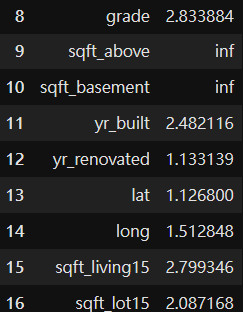 8 grade 2.833884
9 sqft_above inf
10 sqft_basement inf
11 yr_built 2.482116
12 yr_renovated 1.133139
13 lat 1.126800
14 long 1.512848
15 sqft_living15 2.799346
16 sqft_lot15 2.087168